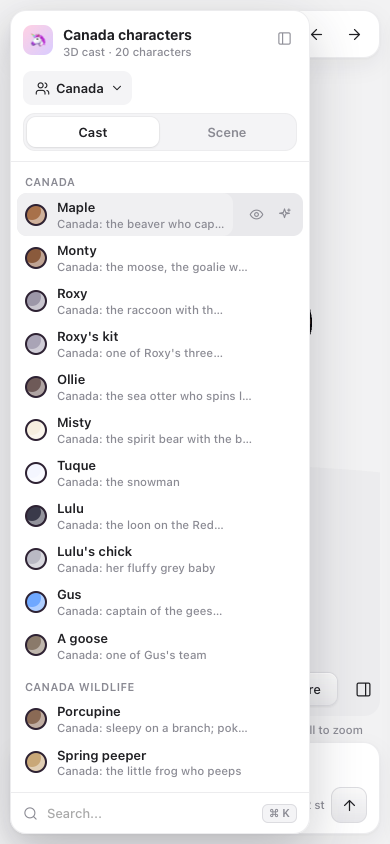 Canada characters
3D cast · 20 characters
Canada
Cast
Scene
CANADA
Maple
Canada: the beaver who cap...
Monty
Canada: the moose, the goalie w...
Roxy
Canada: the raccoon with th...
Roxy's kit
Canada: one of Roxy's three...
Ollie
Canada: the sea otter who spins l...
Misty
Canada: the spirit bear with the b...
Tuque
Canada: the snowman
Lulu
Canada: the loon on the Red...
Lulu's chick
Canada: her fluffy grey baby
Gus
Canada: captain of the gees...
A goose
Canada: one of Gus's team
CANADA WILDLIFE
Porcupine
Canada: sleepy on a branch; pok...
Spring peeper
Canada: the little frog who peeps
Search...
⌘ K
re
ll to zoom
st